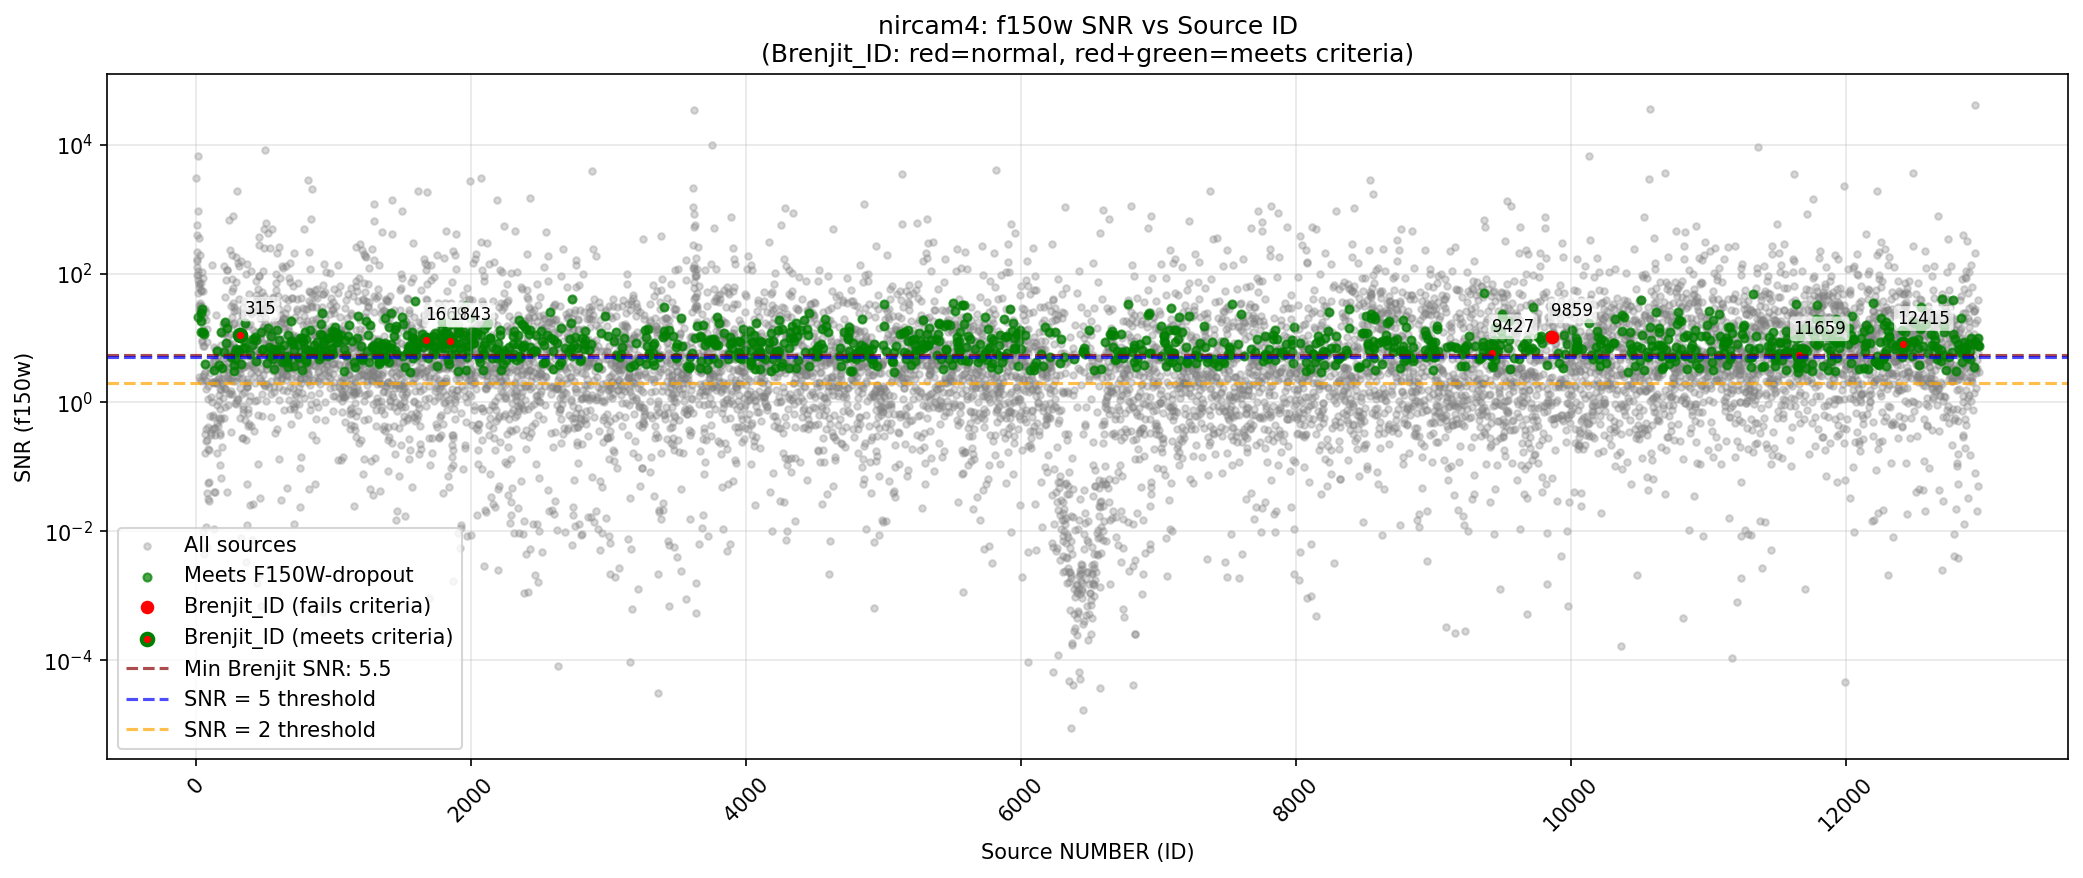 nircam4: f150w SNR vs Source ID
(Brenjit_ID: red=normal, red+green=meets criteria)
SNR (f150w)
10^4
10^2
10^0
10^-2
10^-4
315
1843
9427
9859
11659
12415
All sources
Meets F150W-dropout
Brenjit_ID (fails criteria)
Brenjit_ID (meets criteria)
Min Brenjit SNR: 5.5
SNR = 5 threshold
SNR = 2 threshold
0
2000
4000
6000
8000
10000
12000
Source NUMBER (ID)